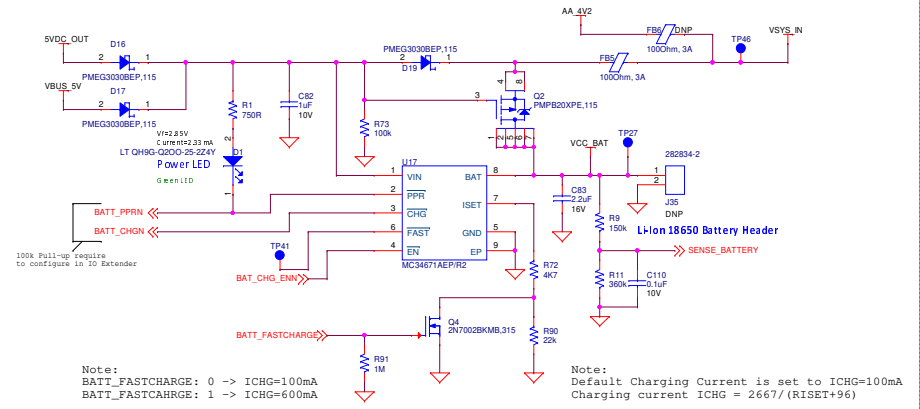 AA_4V2
5VDC_OUT
D16
2
1
PMEG3030BEP,115
VBUS_5V
D17
2
1
PMEG3030BEP,115
PMEG3030BEP,115
2
1
D19
FB6
DNP
100Ohm, 3A
FB5
100Ohm, 3A
TP46
VSYS_IN
R1
750R
C82
1uF
10V
R73
100k
4
8
3
Q2
PMPB20XPE,115
1
2
5
6
7
Vf=2.85V
Current=2.33 mA
2
LT QH9G-Q2OO-25-2Z4Y
D1
Power LED
Green LED
1
VCC_BAT
TP27
282834-2
1
2
J35
DNP
Li-Ion 18650 Battery Header
U17
1
VIN
BAT
8
2
PPR
3
CHG
ISET
7
6
FAST
GND
5
4
EN
EP
9
MC34671AEP/R2
C83
2.2uF
16V
R9
150k
SENSE_BATTERY
R11
360k
C110
0.1uF
10V
BATT_PPRN
BATT_CHGN
100k Pull-up require
to configure in IO Extender
TP41
BAT_CHG_ENN
R72
4K7
BATT_FASTCHARGE
Q4
2N7002BKMB,315
R90
22k
R91
1M
Note:
BATT_FASTCHARGE: 0 -> ICHG=100mA
BATT_FASTCAHRGE: 1 -> ICHG=600mA
Note:
Default Charging Current is set to ICHG=100mA
Charging current ICHG = 2667/(RISET+96)